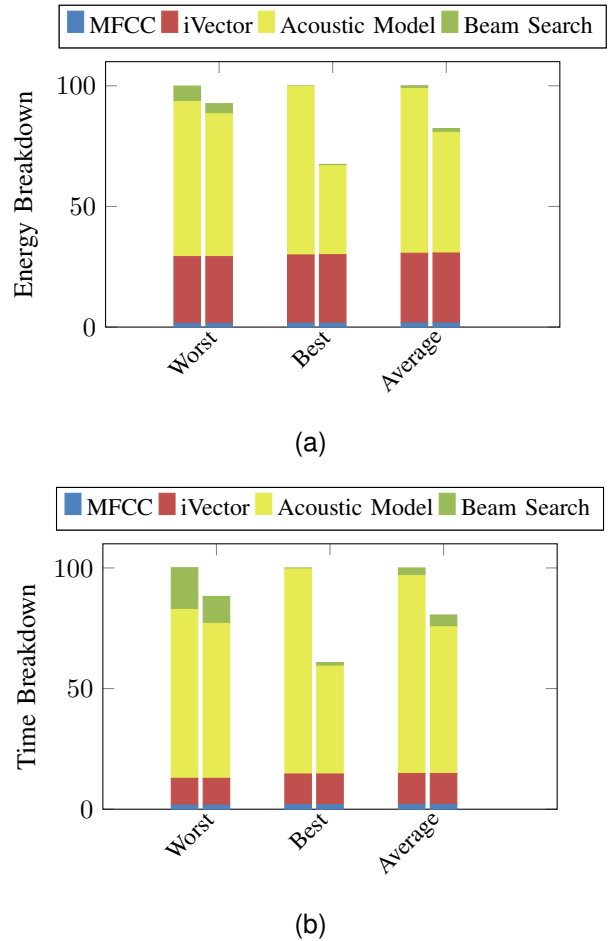 MFCC iVector Acoustic Model Beam Search
100
50
0
Energy Breakdown
Worst
Best
Average
(a)
MFCC iVector Acoustic Model Beam Search
100
50
0
Time Breakdown
Worst
Best
Average
(b)